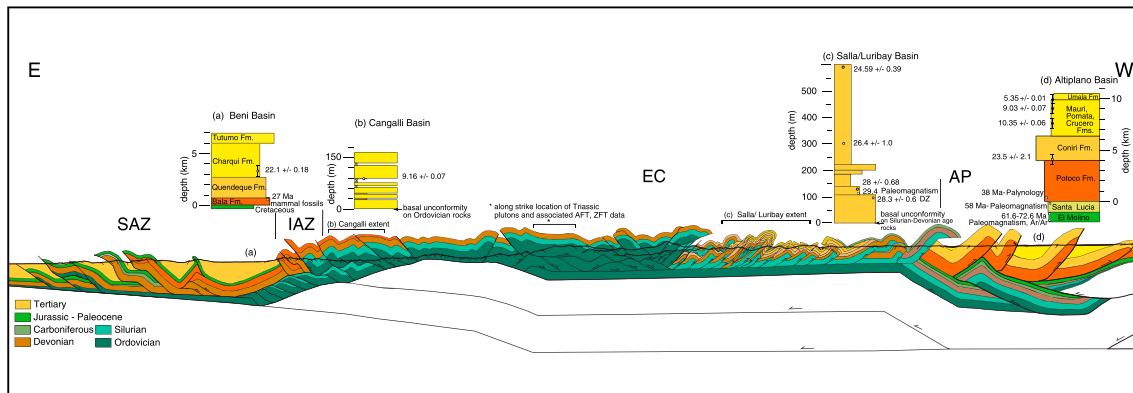 E
W
(a) Beni Basin
Tutumo Fm.
Charqui Fm.
Quendeque Fm.
Bala Fm.
5
0
depth (km)
22.1 +/- 0.18
27 Ma
mammal fossils
Cretaceous
(b) Cangalli Basin
150
100
50
0
depth (m)
9.16 +/- 0.07
basal unconformity
on Ordovician rocks
(c) Salla/Luribay Basin
500
400
300
200
100
0
depth (m)
24.59 +/- 0.39
26.4 +/- 1.0
28 +/- 0.68
29.4 Paleomagnetism
28.3 +/- 0.6 DZ
basal unconformity
on Silurian-Devonian age
rocks
(d) Altiplano Basin
Umala Fm.
Mauri,
Pomata,
Crucero
Fms.
Coniri Fm.
Potoco Fm.
Santa Lucia
El Molino
10
5
0
depth (km)
5.35 +/- 0.01
9.03 +/- 0.07
10.35 +/- 0.06
23.5 +/- 2.1
38 Ma- Palynology
58 Ma- Paleomagnetism
61.6-72.6 Ma
Paleomagnetism, Ar/Ar
SAZ
IAZ
EC
AP
(a)
(b) Cangalli extent
* along strike location of Triassic
plutons and associated AFT, ZFT data
*
(c) Salla/ Luribay extent
(d)
Tertiary
Jurassic - Paleocene
Carboniferous
Silurian
Devonian
Ordovician